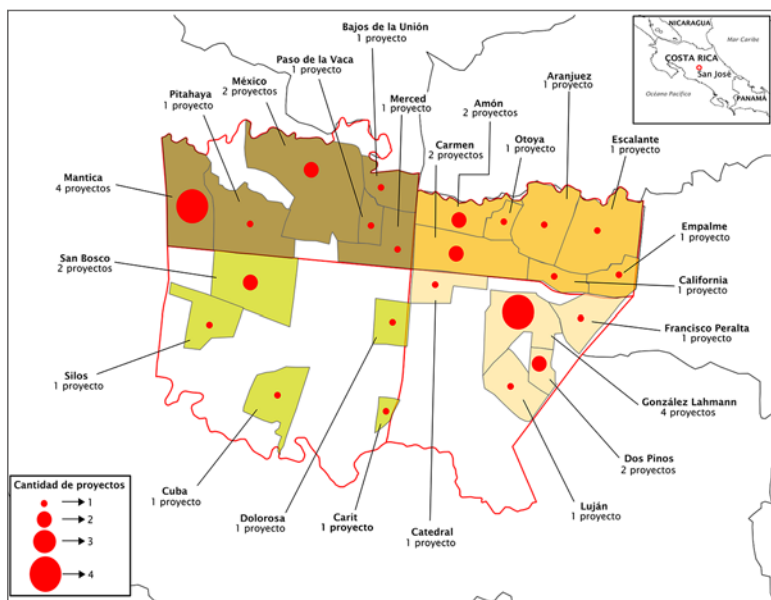 Bajos de la Unión
1 proyecto
Paso de la Vaca
1 proyecto
México
2 proyectos
Pitahaya
1 proyecto
Merced
1 proyecto
Amón
2 proyectos
Carmen
2 proyectos
Otoya
1 proyecto
Aranjuez
1 proyecto
Escalante
1 proyecto
NICARAGUA
Mar Caribe
COSTA RICA
San José
Océano Pacífico
PANAMÁ
Mantica
4 proyectos
San Bosco
2 proyectos
Empalme
1 proyecto
California
1 proyecto
Francisco Peralta
1 proyecto
Silos
1 proyecto
González Lahmann
4 proyectos
Dos Pinos
2 proyectos
Cuba
1 proyecto
Dolorosa
1 proyecto
Carit
1 proyecto
Catedral
1 proyecto
Luján
1 proyecto
Cantidad de proyectos
1
2
3
4